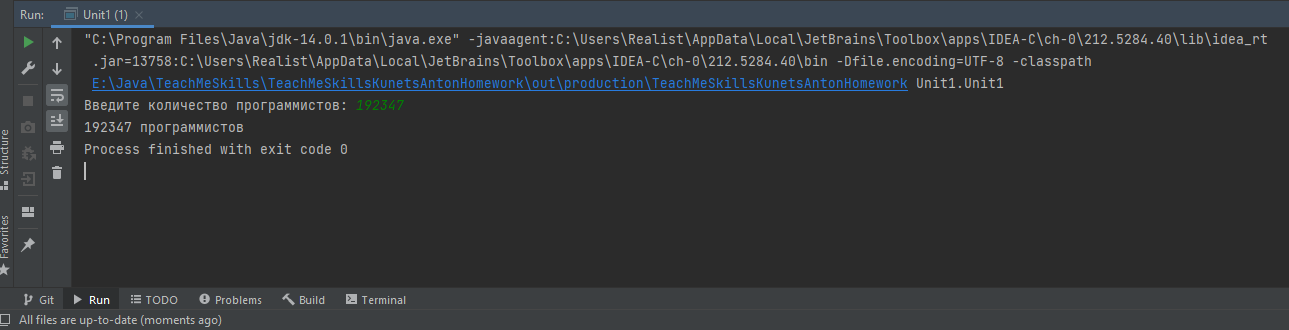 Run: Unit1 (1)
"C:\Program Files\Java\jdk-14.0.1\bin\java.exe" -javaagent:C:\Users\Realist\AppData\Local\JetBrains\Toolbox\apps\IDEA-C\ch-0\212.5284.40\lib\idea_rt
.jar=13758:C:\Users\Realist\AppData\Local\JetBrains\Toolbox\apps\IDEA-C\ch-0\212.5284.40\bin -Dfile.encoding=UTF-8 -classpath
E:\Java\TeachMeSkills\TeachMeSkillsKunetsAntonHomework\out\production\TeachMeSkillsKunetsAntonHomework Unit1.Unit1
Введите количество программистов: 192347
192347 программистов
Process finished with exit code 0
Structure
Favorites
Git Run TODO Problems Build Terminal
All files are up-to-date (moments ago)